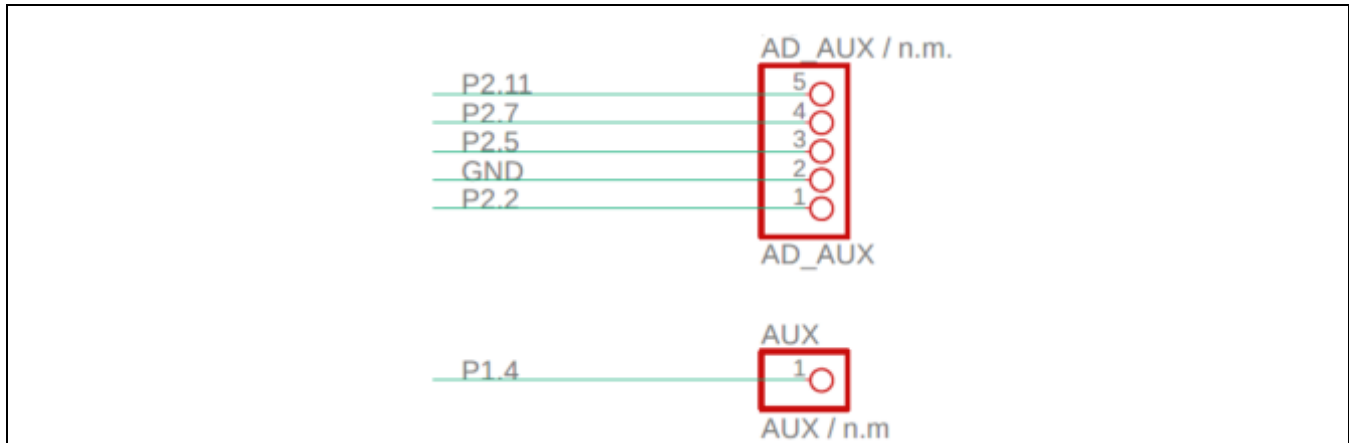 AD_AUX / n.m.
P2.11 5
P2.7 4
P2.5 3
GND 2
P2.2 1
AD_AUX
AUX
P1.4 1
AUX / n.m